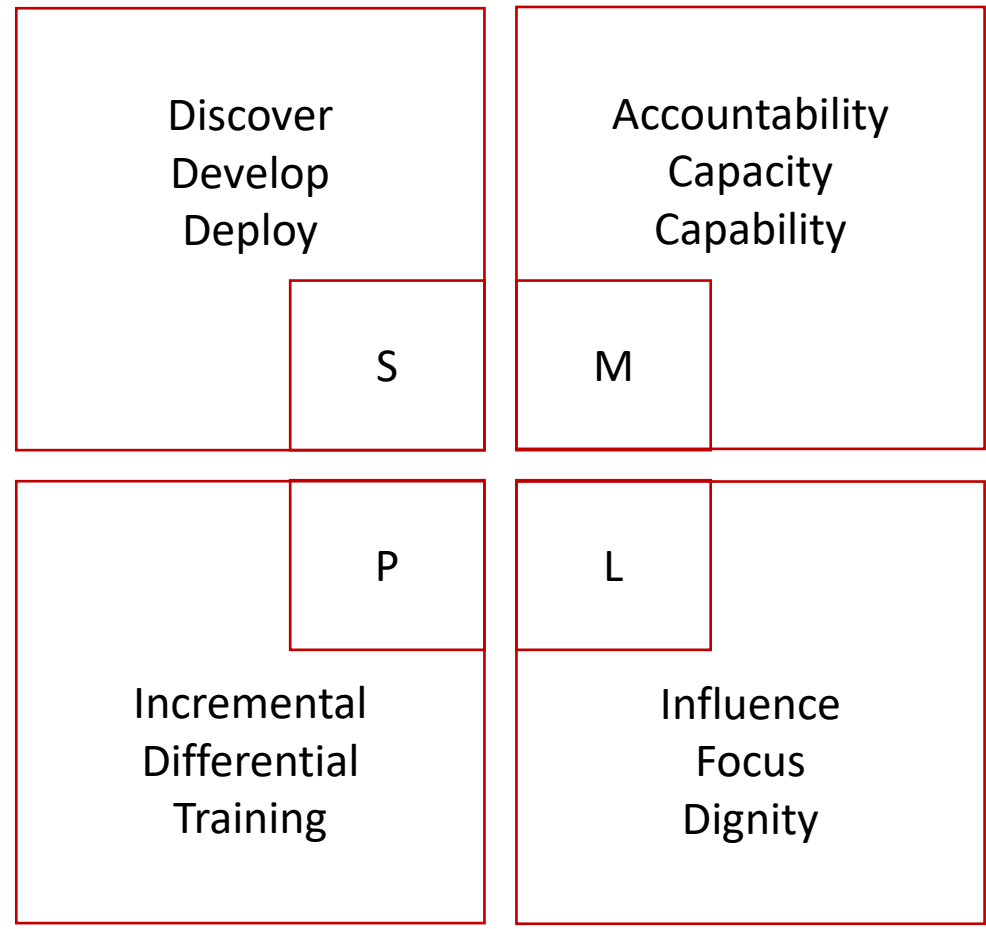 Discover
Develop
Deploy
S
Accountability
Capacity
Capability
M
P
Incremental
Differential
Training
L
Influence
Focus
Dignity